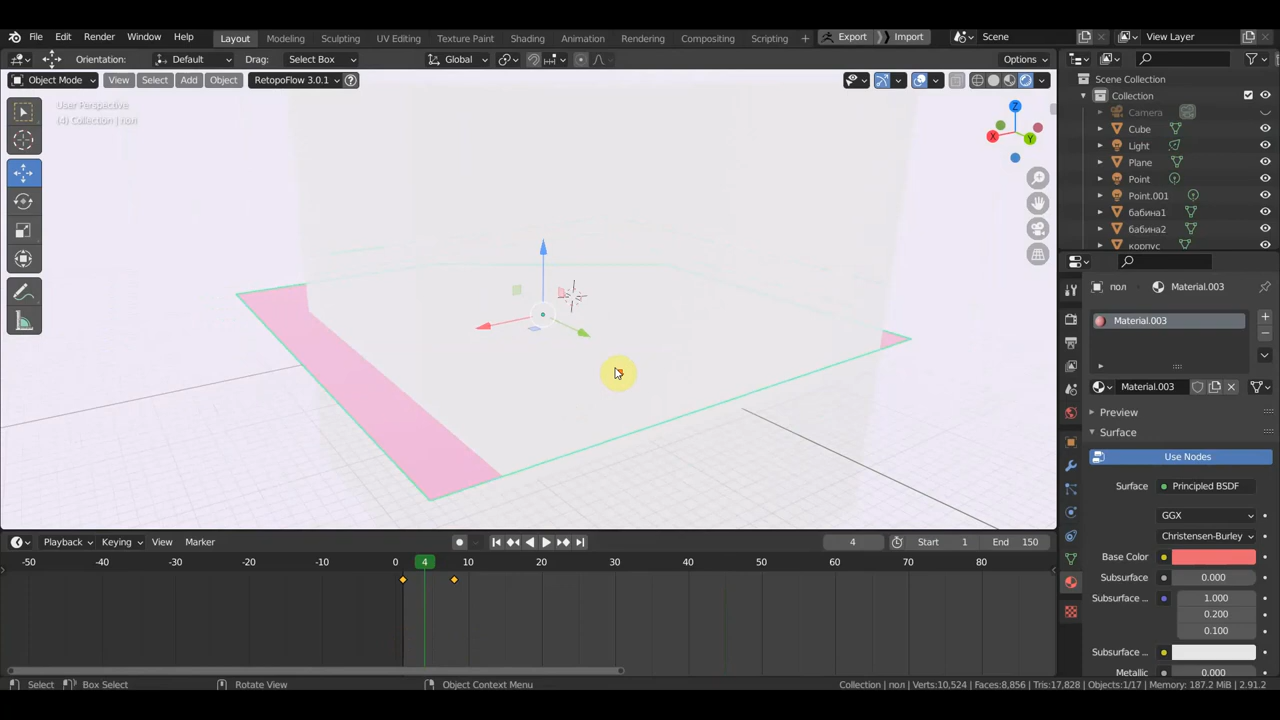 File Edit Render Window Help Layout Modeling Sculpting UV Editing Texture Paint Shading Animation Rendering Compositing Scripting + Export Import Scene View Layer
Orientation: Default Drag: Select Box Global Options
Object Mode View Select Add Object RetopoFlow 3.0.1
User Perspective
(4) Collection | пол
X Y Z
Scene Collection
Collection
Camera
Cube
Light
Plane
Point
Point.001
бабина1
бабина2
корпус
пол Material.003
Material.003
Material.003
Preview
Surface
Use Nodes
Surface Principled BSDF
GGX
Christensen-Burley
Base Color
Subsurface 0.000
Subsurface ... 1.000
0.200
0.100
Subsurface ...
Metallic 0.000
Playback Keying View Marker 4 Start 1 End 150
-50 -40 -30 -20 -10 0 4 10 20 30 40 50 60 70 80
Select Box Select Rotate View Object Context Menu Collection | пол Verts:10,524 Faces:8,856 Tris:17,828 Objects:1/17 Memory: 187.2 MiB 2.91.2